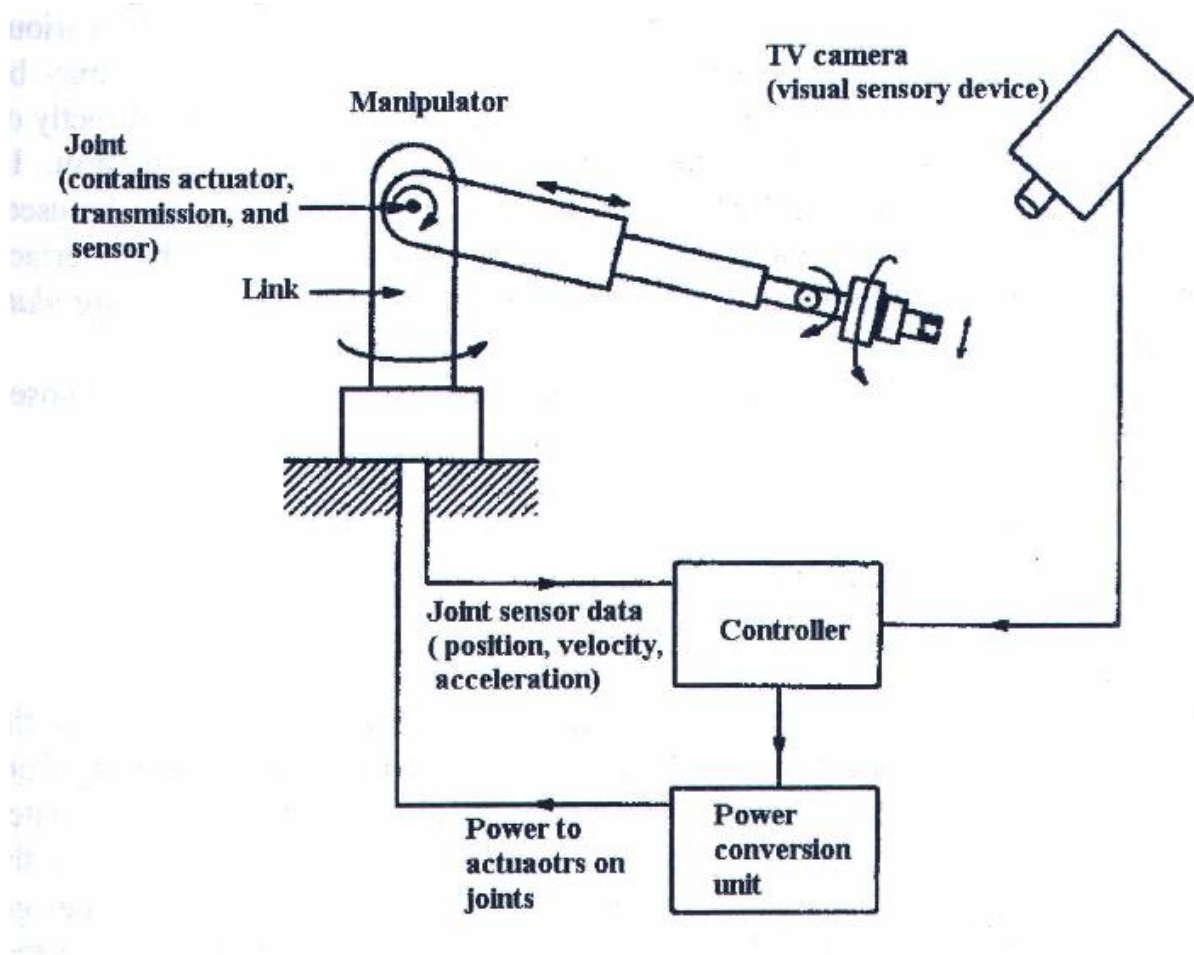 TV camera
(visual sensory device)
Manipulator
Joint
(contains actuator,
transmission, and
sensor)
Link
Joint sensor data
( position, velocity,
acceleration)
Controller
Power to
actuaotrs on
joints
Power
conversion
unit